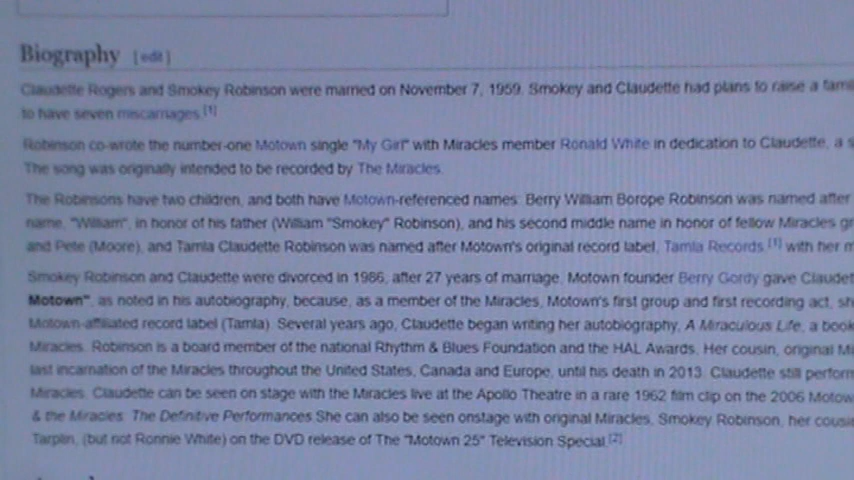 Biography [edit]
Claudette Rogers and Smokey Robinson were married on November 7, 1959. Smokey and Claudette had plans to raise a famil
to have seven miscarriages.[1]
Robinson co-wrote the number-one Motown single "My Girl" with Miracles member Ronald White in dedication to Claudette, a s
The song was originally intended to be recorded by The Miracles.
The Robinsons have two children, and both have Motown-referenced names: Berry William Borope Robinson was named after
name, "William", in honor of his father (William "Smokey" Robinson), and his second middle name in honor of fellow Miracles gr
and Pete (Moore), and Tamla Claudette Robinson was named after Motown's original record label, Tamla Records,[1] with her m
Smokey Robinson and Claudette were divorced in 1986, after 27 years of marriage. Motown founder Berry Gordy gave Claudet
Motown", as noted in his autobiography, because, as a member of the Miracles, Motown's first group and first recording act, sh
Motown-affiliated record label (Tamla). Several years ago, Claudette began writing her autobiography, A Miraculous Life, a book
Miracles. Robinson is a board member of the national Rhythm & Blues Foundation and the HAL Awards. Her cousin, original Mi
last incarnation of the Miracles throughout the United States, Canada and Europe, until his death in 2013. Claudette still perform
Miracles. Claudette can be seen on stage with the Miracles live at the Apollo Theatre in a rare 1962 film clip on the 2006 Motow
& the Miracles: The Definitive Performances.She can also be seen onstage with original Miracles, Smokey Robinson, her cousi
Tarplin, (but not Ronnie White) on the DVD release of The "Motown 25" Television Special.[2]